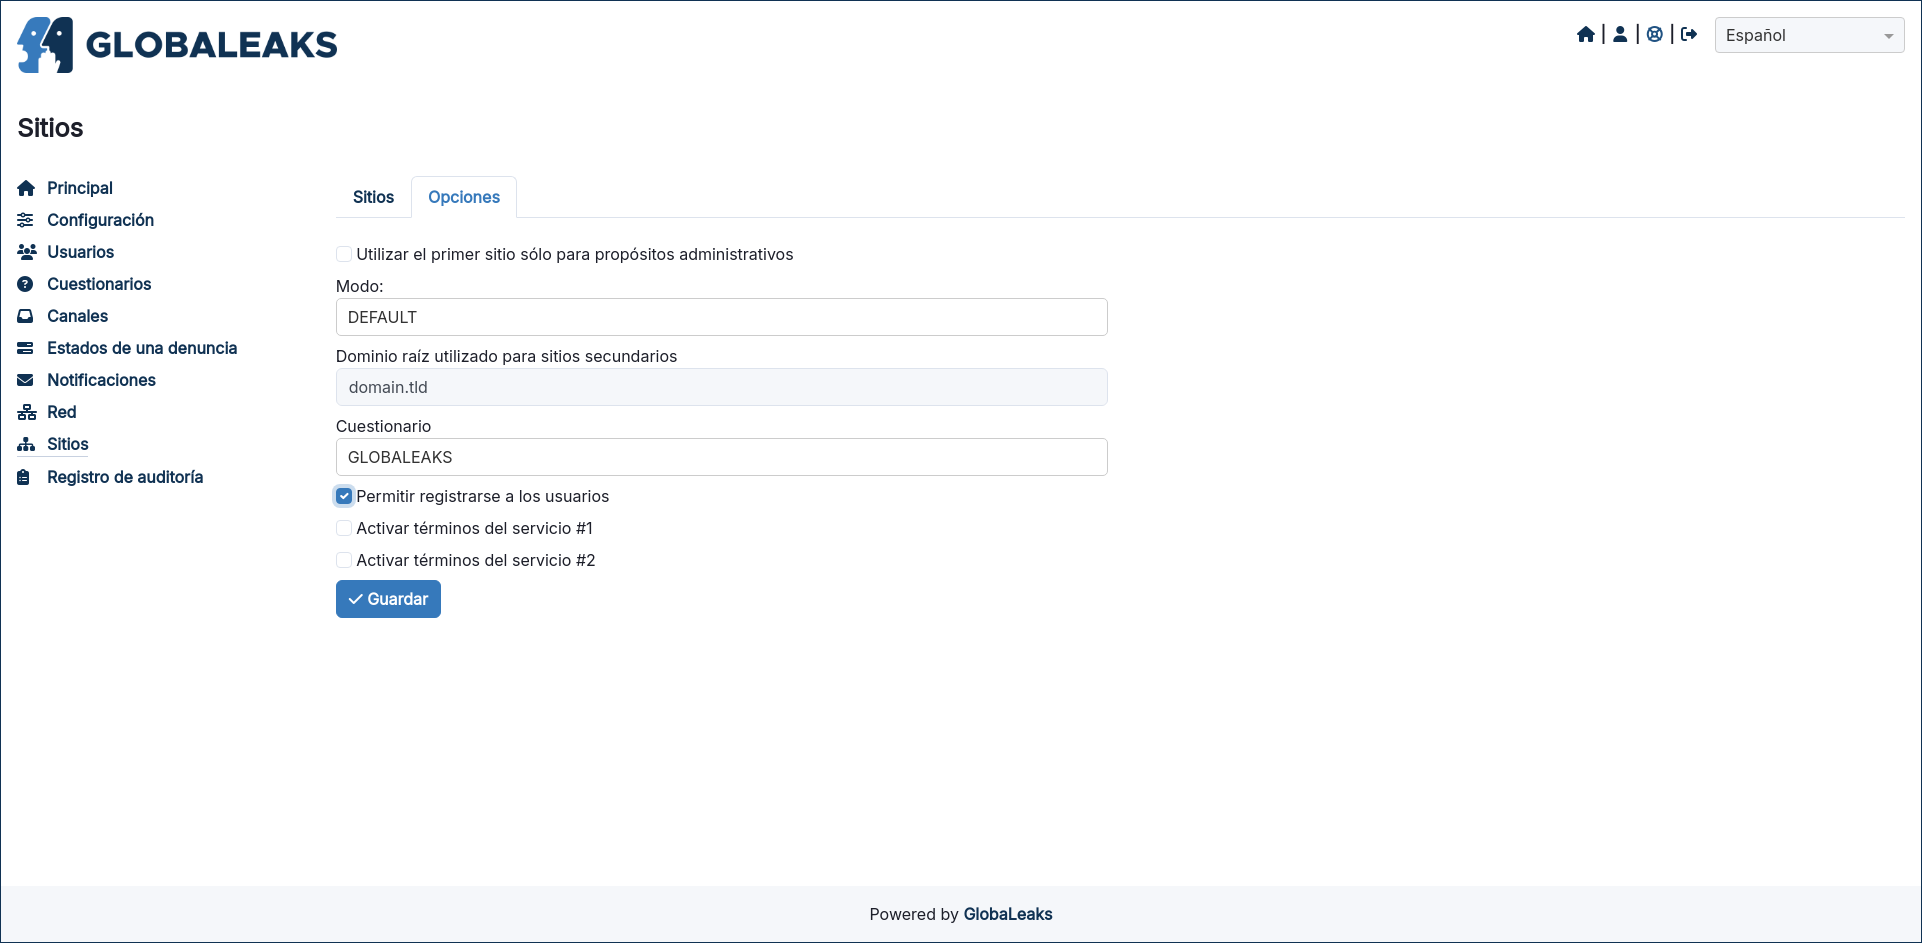 GLOBALEAKS
Español
Sitios
Principal
Configuración
Usuarios
Cuestionarios
Canales
Estados de una denuncia
Notificaciones
Red
Sitios
Registro de auditoría
Sitios
Opciones
Utilizar el primer sitio sólo para propósitos administrativos
Modo:
DEFAULT
Dominio raíz utilizado para sitios secundarios
domain.tld
Cuestionario
GLOBALEAKS
Permitir registrarse a los usuarios
Activar términos del servicio #1
Activar términos del servicio #2
Guardar
Powered by GlobaLeaks